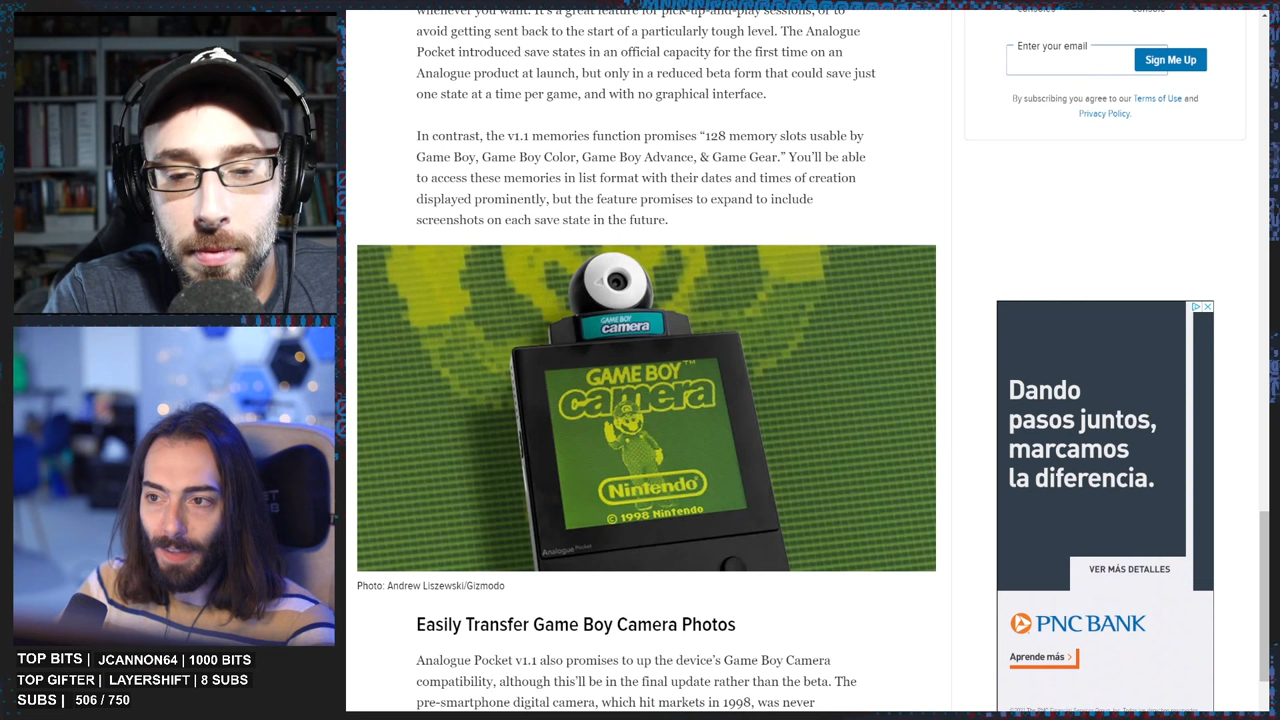 whenever you want. It's a great feature for pick-up-and-play sessions, or to
avoid getting sent back to the start of a particularly tough level. The Analogue
Pocket introduced save states in an official capacity for the first time on an
Analogue product at launch, but only in a reduced beta form that could save just
one state at a time per game, and with no graphical interface.
In contrast, the v1.1 memories function promises “128 memory slots usable by
Game Boy, Game Boy Color, Game Boy Advance, & Game Gear.” You’ll be able
to access these memories in list format with their dates and times of creation
displayed prominently, but the feature promises to expand to include
screenshots on each save state in the future.
GAME BOY
camera
GAME BOY™
camera
Nintendo®
© 1998 Nintendo
Analogue Pocket
Photo: Andrew Liszewski/Gizmodo
Easily Transfer Game Boy Camera Photos
Analogue Pocket v1.1 also promises to up the device’s Game Boy Camera
compatibility, although this’ll be in the final update rather than the beta. The
pre-smartphone digital camera, which hit markets in 1998, was never
Enter your email
Sign Me Up
By subscribing you agree to our Terms of Use and
Privacy Policy.
Dando
pasos juntos,
marcamos
la diferencia.
VER MÁS DETALLES
PNC BANK
Aprende más >
TOP BITS | JCANNON64 | 1000 BITS
TOP GIFTER | LAYERSHIFT | 8 SUBS
SUBS | 506 / 750